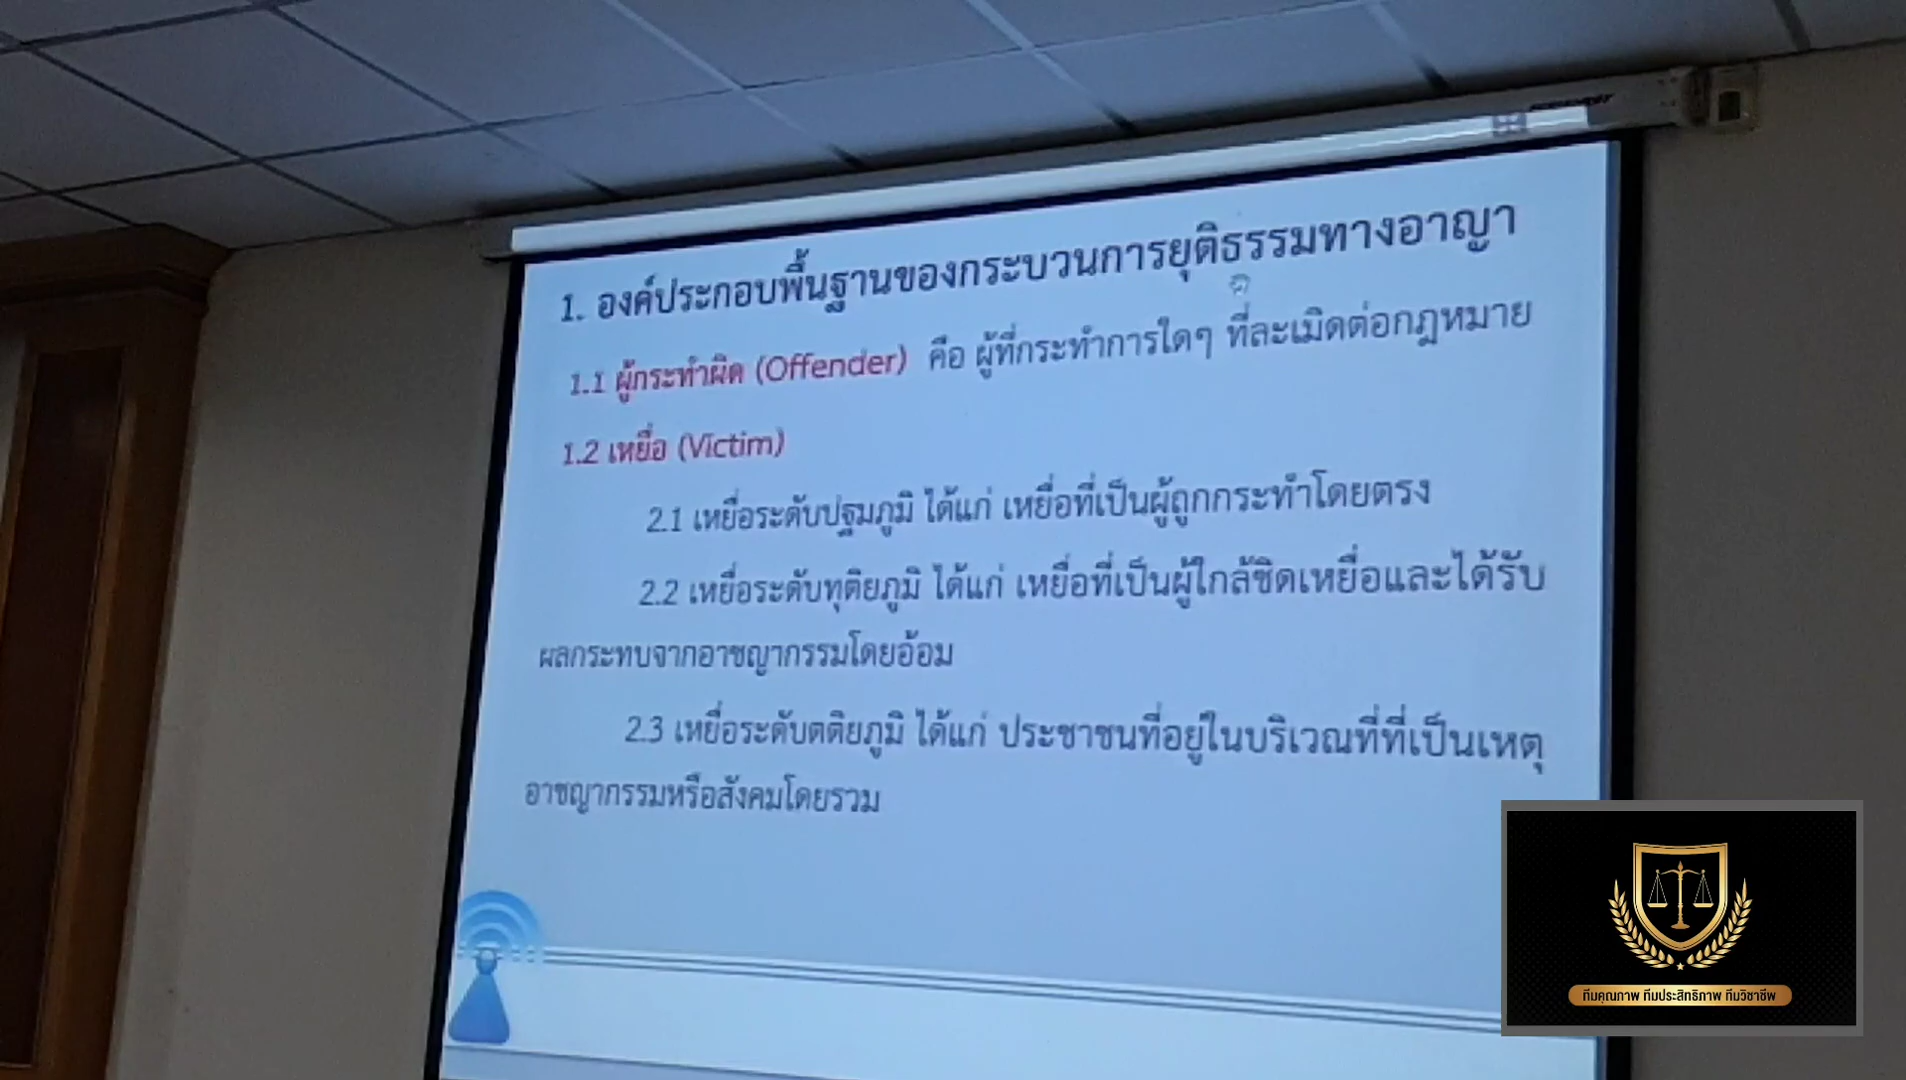 1. องค์ประกอบพื้นฐานของกระบวนการยุติธรรมทางอาญา
1.1 ผู้กระทำผิด (Offender) คือ ผู้ที่กระทำการใดๆ ที่ละเมิดต่อกฎหมาย
1.2 เหยื่อ (Victim)
2.1 เหยื่อระดับปฐมภูมิ ได้แก่ เหยื่อที่เป็นผู้ถูกกระทำโดยตรง
2.2 เหยื่อระดับทุติยภูมิ ได้แก่ เหยื่อที่เป็นผู้ใกล้ชิดเหยื่อและได้รับ
ผลกระทบจากอาชญากรรมโดยอ้อม
2.3 เหยื่อระดับตติยภูมิ ได้แก่ ประชาชนที่อยู่ในบริเวณที่ที่เป็นเหตุ
อาชญากรรมหรือสังคมโดยรวม
ทีมคุณภาพ ทีมประสิทธิภาพ ทีมวิชาชีพ